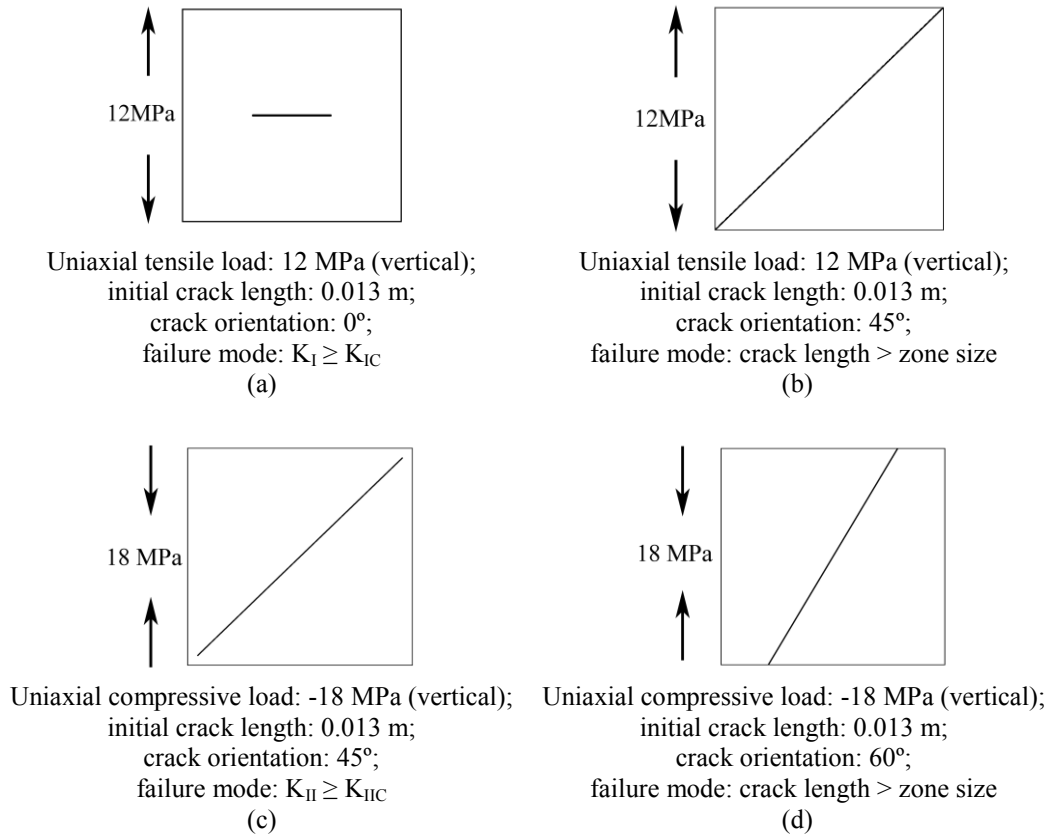 12MPa
Uniaxial tensile load: 12 MPa (vertical);
initial crack length: 0.013 m;
crack orientation: 0º;
failure mode: KI ≥ KIC
(a)
12MPa
Uniaxial tensile load: 12 MPa (vertical);
initial crack length: 0.013 m;
crack orientation: 45º;
failure mode: crack length > zone size
(b)
18 MPa
Uniaxial compressive load: -18 MPa (vertical);
initial crack length: 0.013 m;
crack orientation: 45º;
failure mode: KII ≥ KIIC
(c)
18 MPa
Uniaxial compressive load: -18 MPa (vertical);
initial crack length: 0.013 m;
crack orientation: 60º;
failure mode: crack length > zone size
(d)